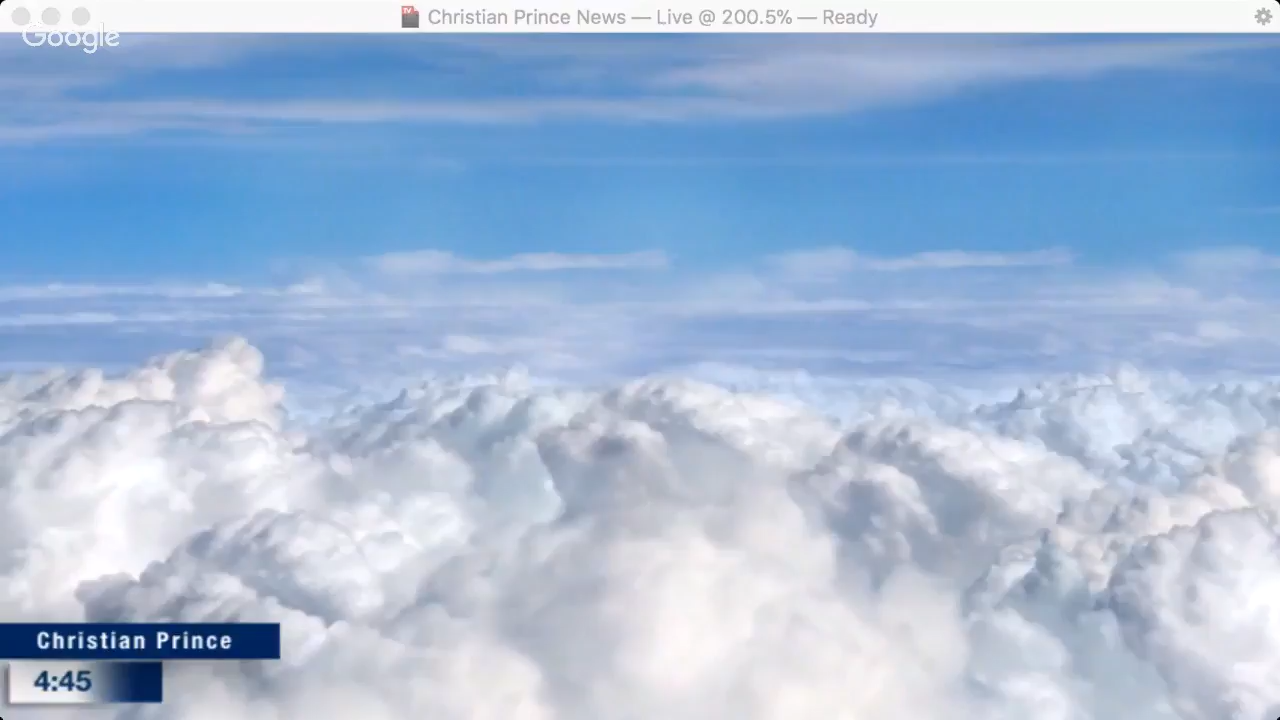 Christian Prince News — Live @ 200.5% — Ready
Google
Christian Prince
4:45